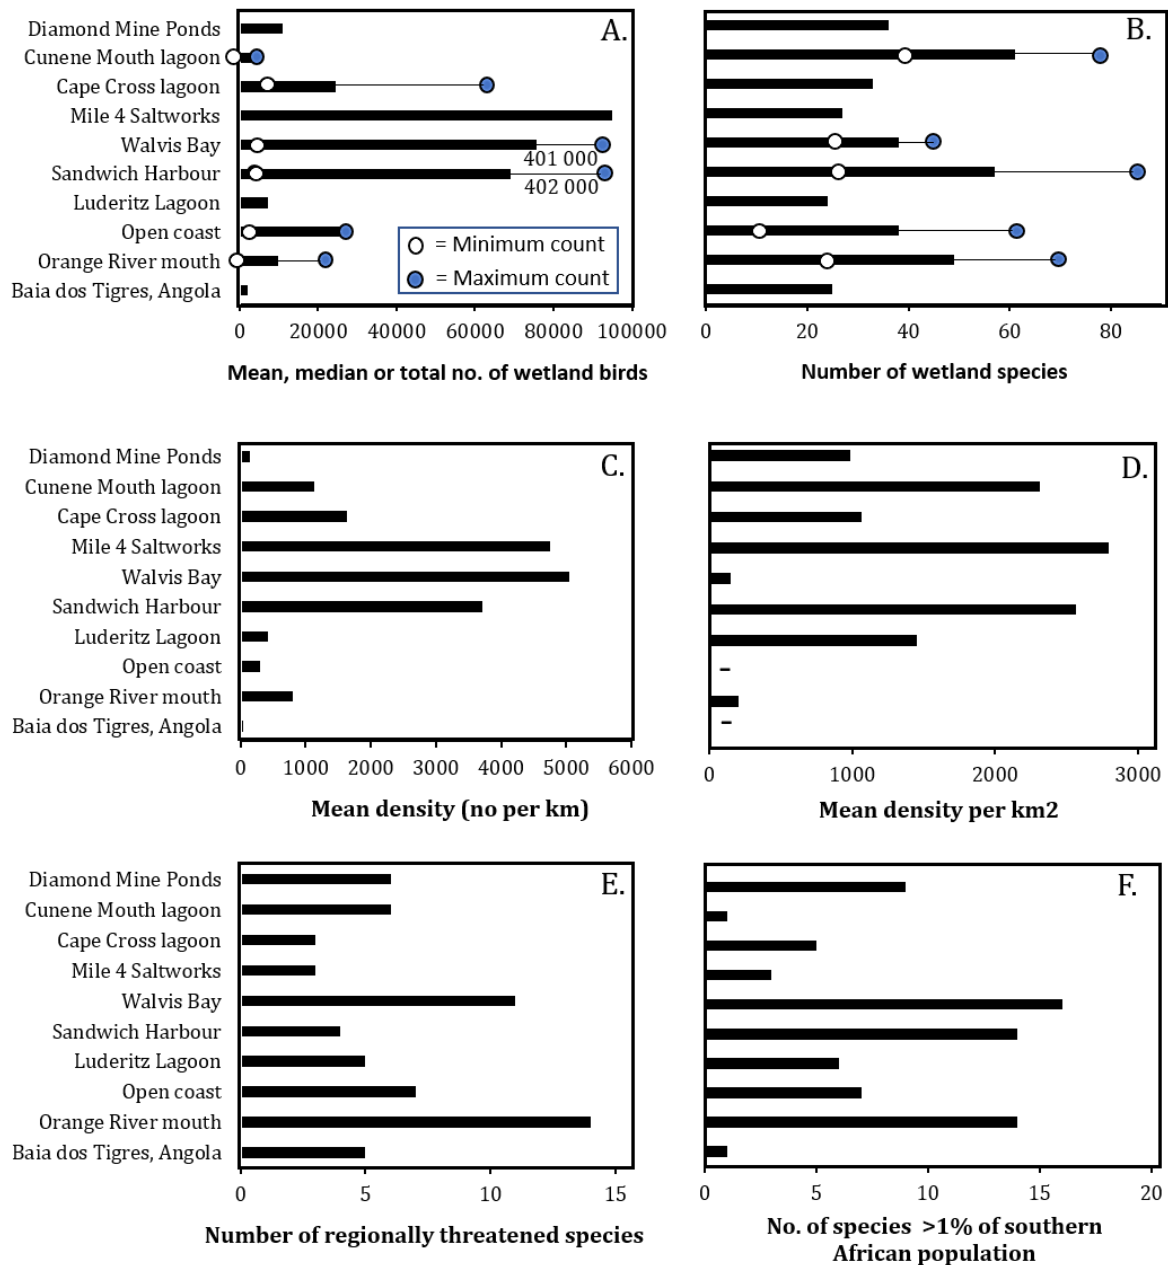 A.
Diamond Mine Ponds
Cunene Mouth lagoon
Cape Cross lagoon
Mile 4 Saltworks
Walvis Bay
401 000
Sandwich Harbour
402 000
Luderitz Lagoon
Open coast
= Minimum count
Orange River mouth
= Maximum count
Baia dos Tigres, Angola
0 20000 40000 60000 80000 100000
Mean, median or total no. of wetland birds
B.
0 20 40 60 80
Number of wetland species
C.
Diamond Mine Ponds
Cunene Mouth lagoon
Cape Cross lagoon
Mile 4 Saltworks
Walvis Bay
Sandwich Harbour
Luderitz Lagoon
Open coast
Orange River mouth
Baia dos Tigres, Angola
0 1000 2000 3000 4000 5000 6000
Mean density (no per km)
D.
–
–
0 1000 2000 3000
Mean density per km2
E.
Diamond Mine Ponds
Cunene Mouth lagoon
Cape Cross lagoon
Mile 4 Saltworks
Walvis Bay
Sandwich Harbour
Luderitz Lagoon
Open coast
Orange River mouth
Baia dos Tigres, Angola
0 5 10 15
Number of regionally threatened species
F.
0 5 10 15 20
No. of species >1% of southern
African population